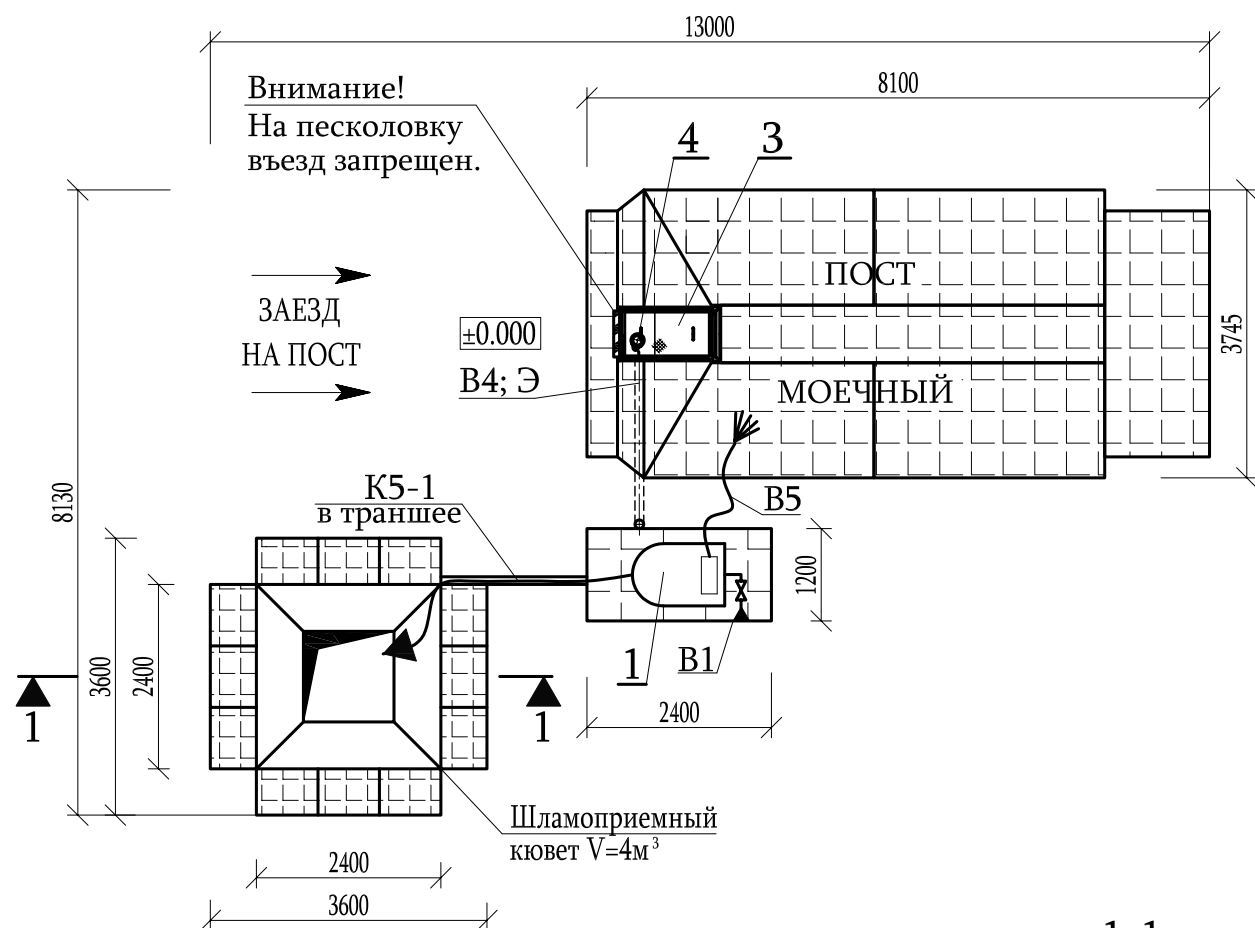 13000
8100
Внимание!
На песколовку
въезд запрещен.
4
3
ЗАЕЗД
НА ПОСТ
±0.000
В4; Э
ПОСТ
МОЕЧНЫЙ
3745
8130
К5-1
в траншее
В5
1200
3600
2400
1
В1
2400
1
1
Шламоприемный
кювет V=4м³
2400
3600
1-1